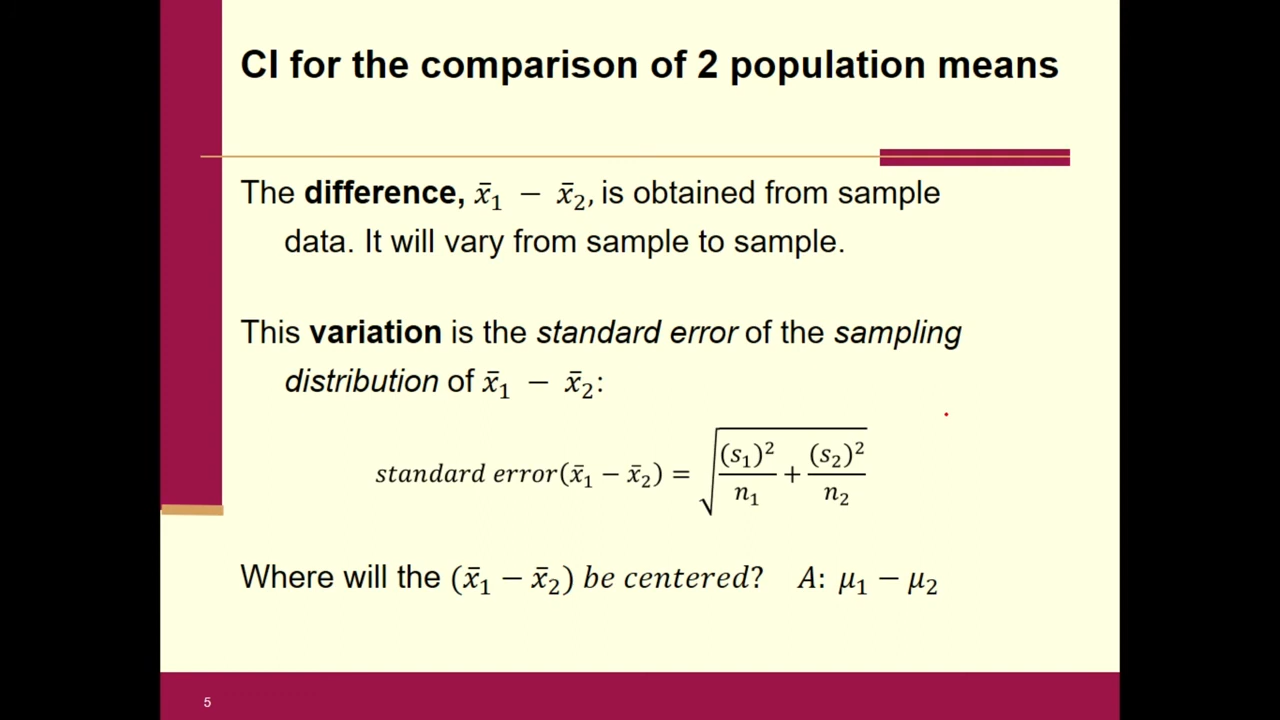 CI for the comparison of 2 population means
The difference, x̄₁ − x̄₂, is obtained from sample
data. It will vary from sample to sample.
This variation is the standard error of the sampling
distribution of x̄₁ − x̄₂:
standard error(x̄₁ − x̄₂) = √((s₁)²/n₁ + (s₂)²/n₂)
Where will the (x̄₁ − x̄₂) be centered? A: μ₁ − μ₂
5